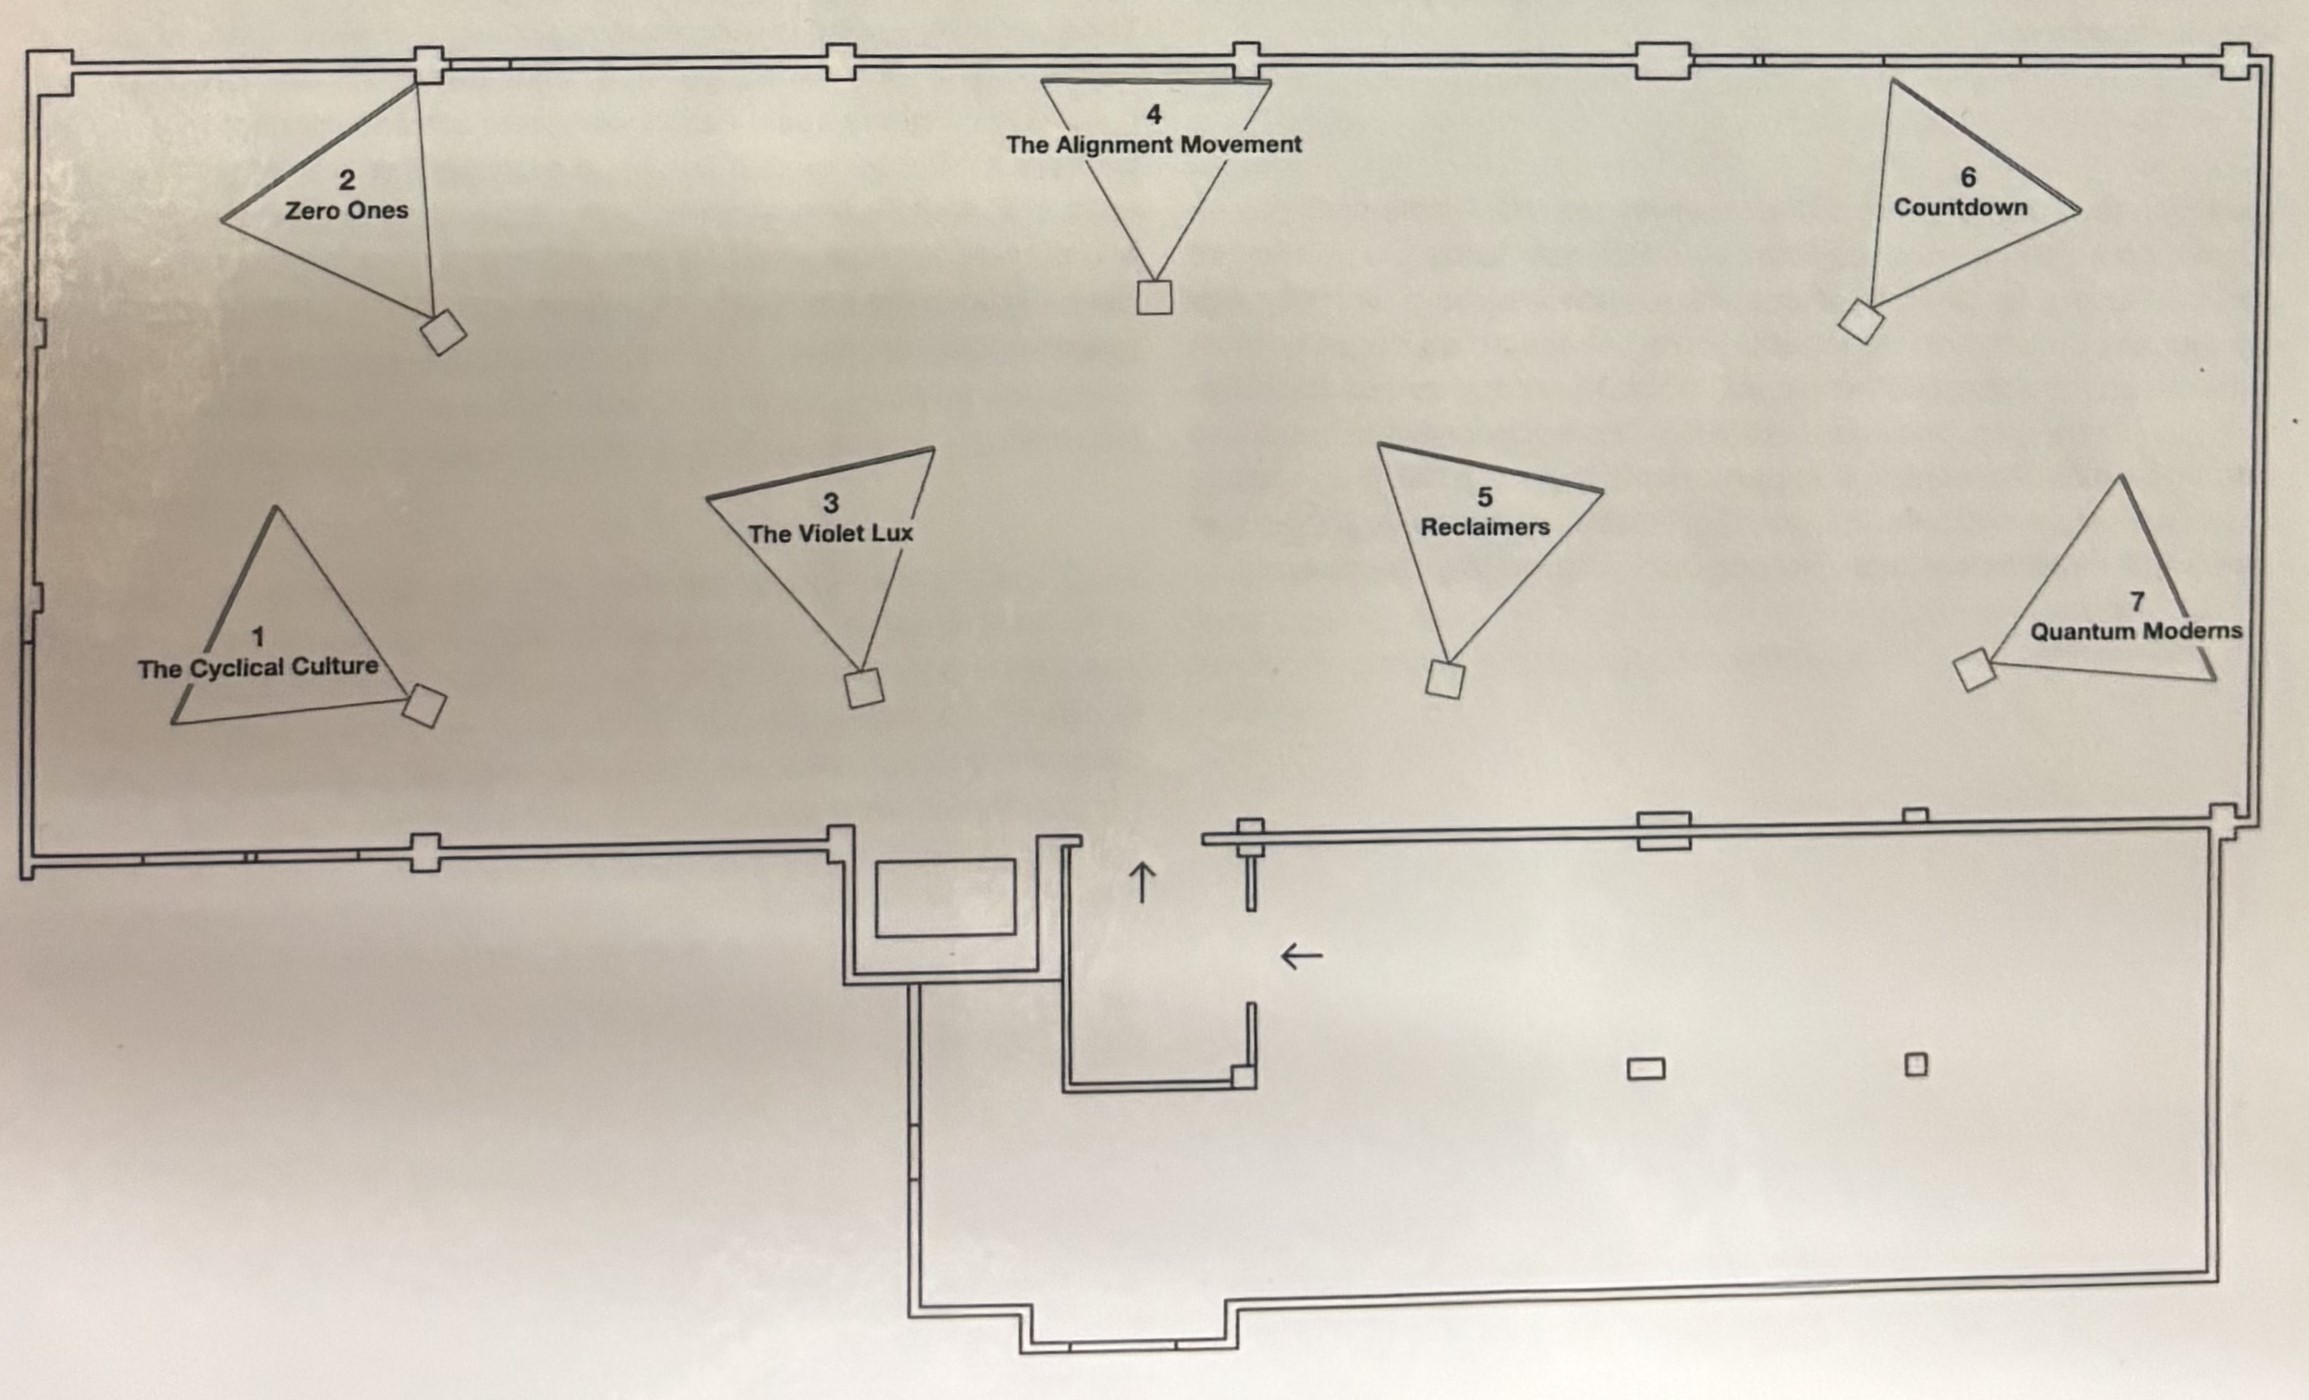 1
The Cyclical Culture
2
Zero Ones
3
The Violet Lux
4
The Alignment Movement
5
Reclaimers
6
Countdown
7
Quantum Moderns